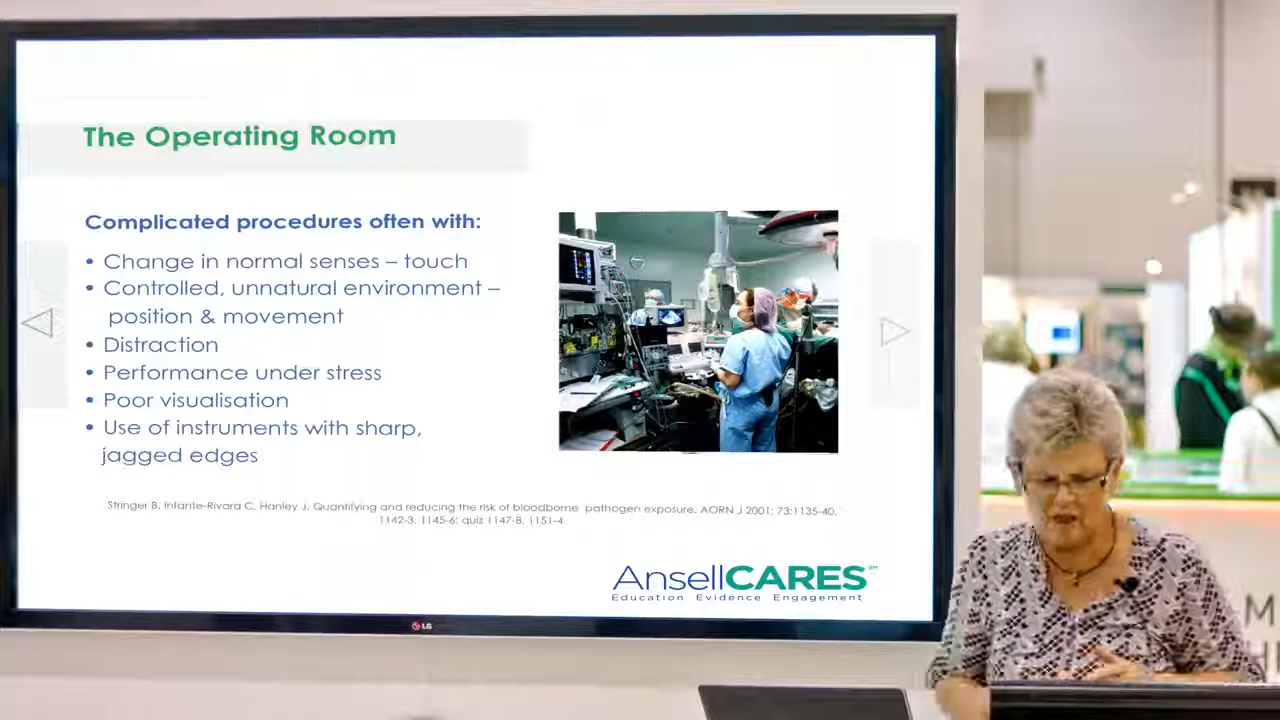 The Operating Room
Complicated procedures often with:
• Change in normal senses – touch
• Controlled, unnatural environment –
position & movement
• Distraction
• Performance under stress
• Poor visualisation
• Use of instruments with sharp,
jagged edges
Stringer B, Infante-Rivara C, Hanley J. Quantifying and reducing the risk of bloodborne pathogen exposure. AORN J 2001; 73:1135-40,
1142-3, 1145-6; quiz 1147-8, 1151-4
AnsellCARES℠
Education Evidence Engagement
LG